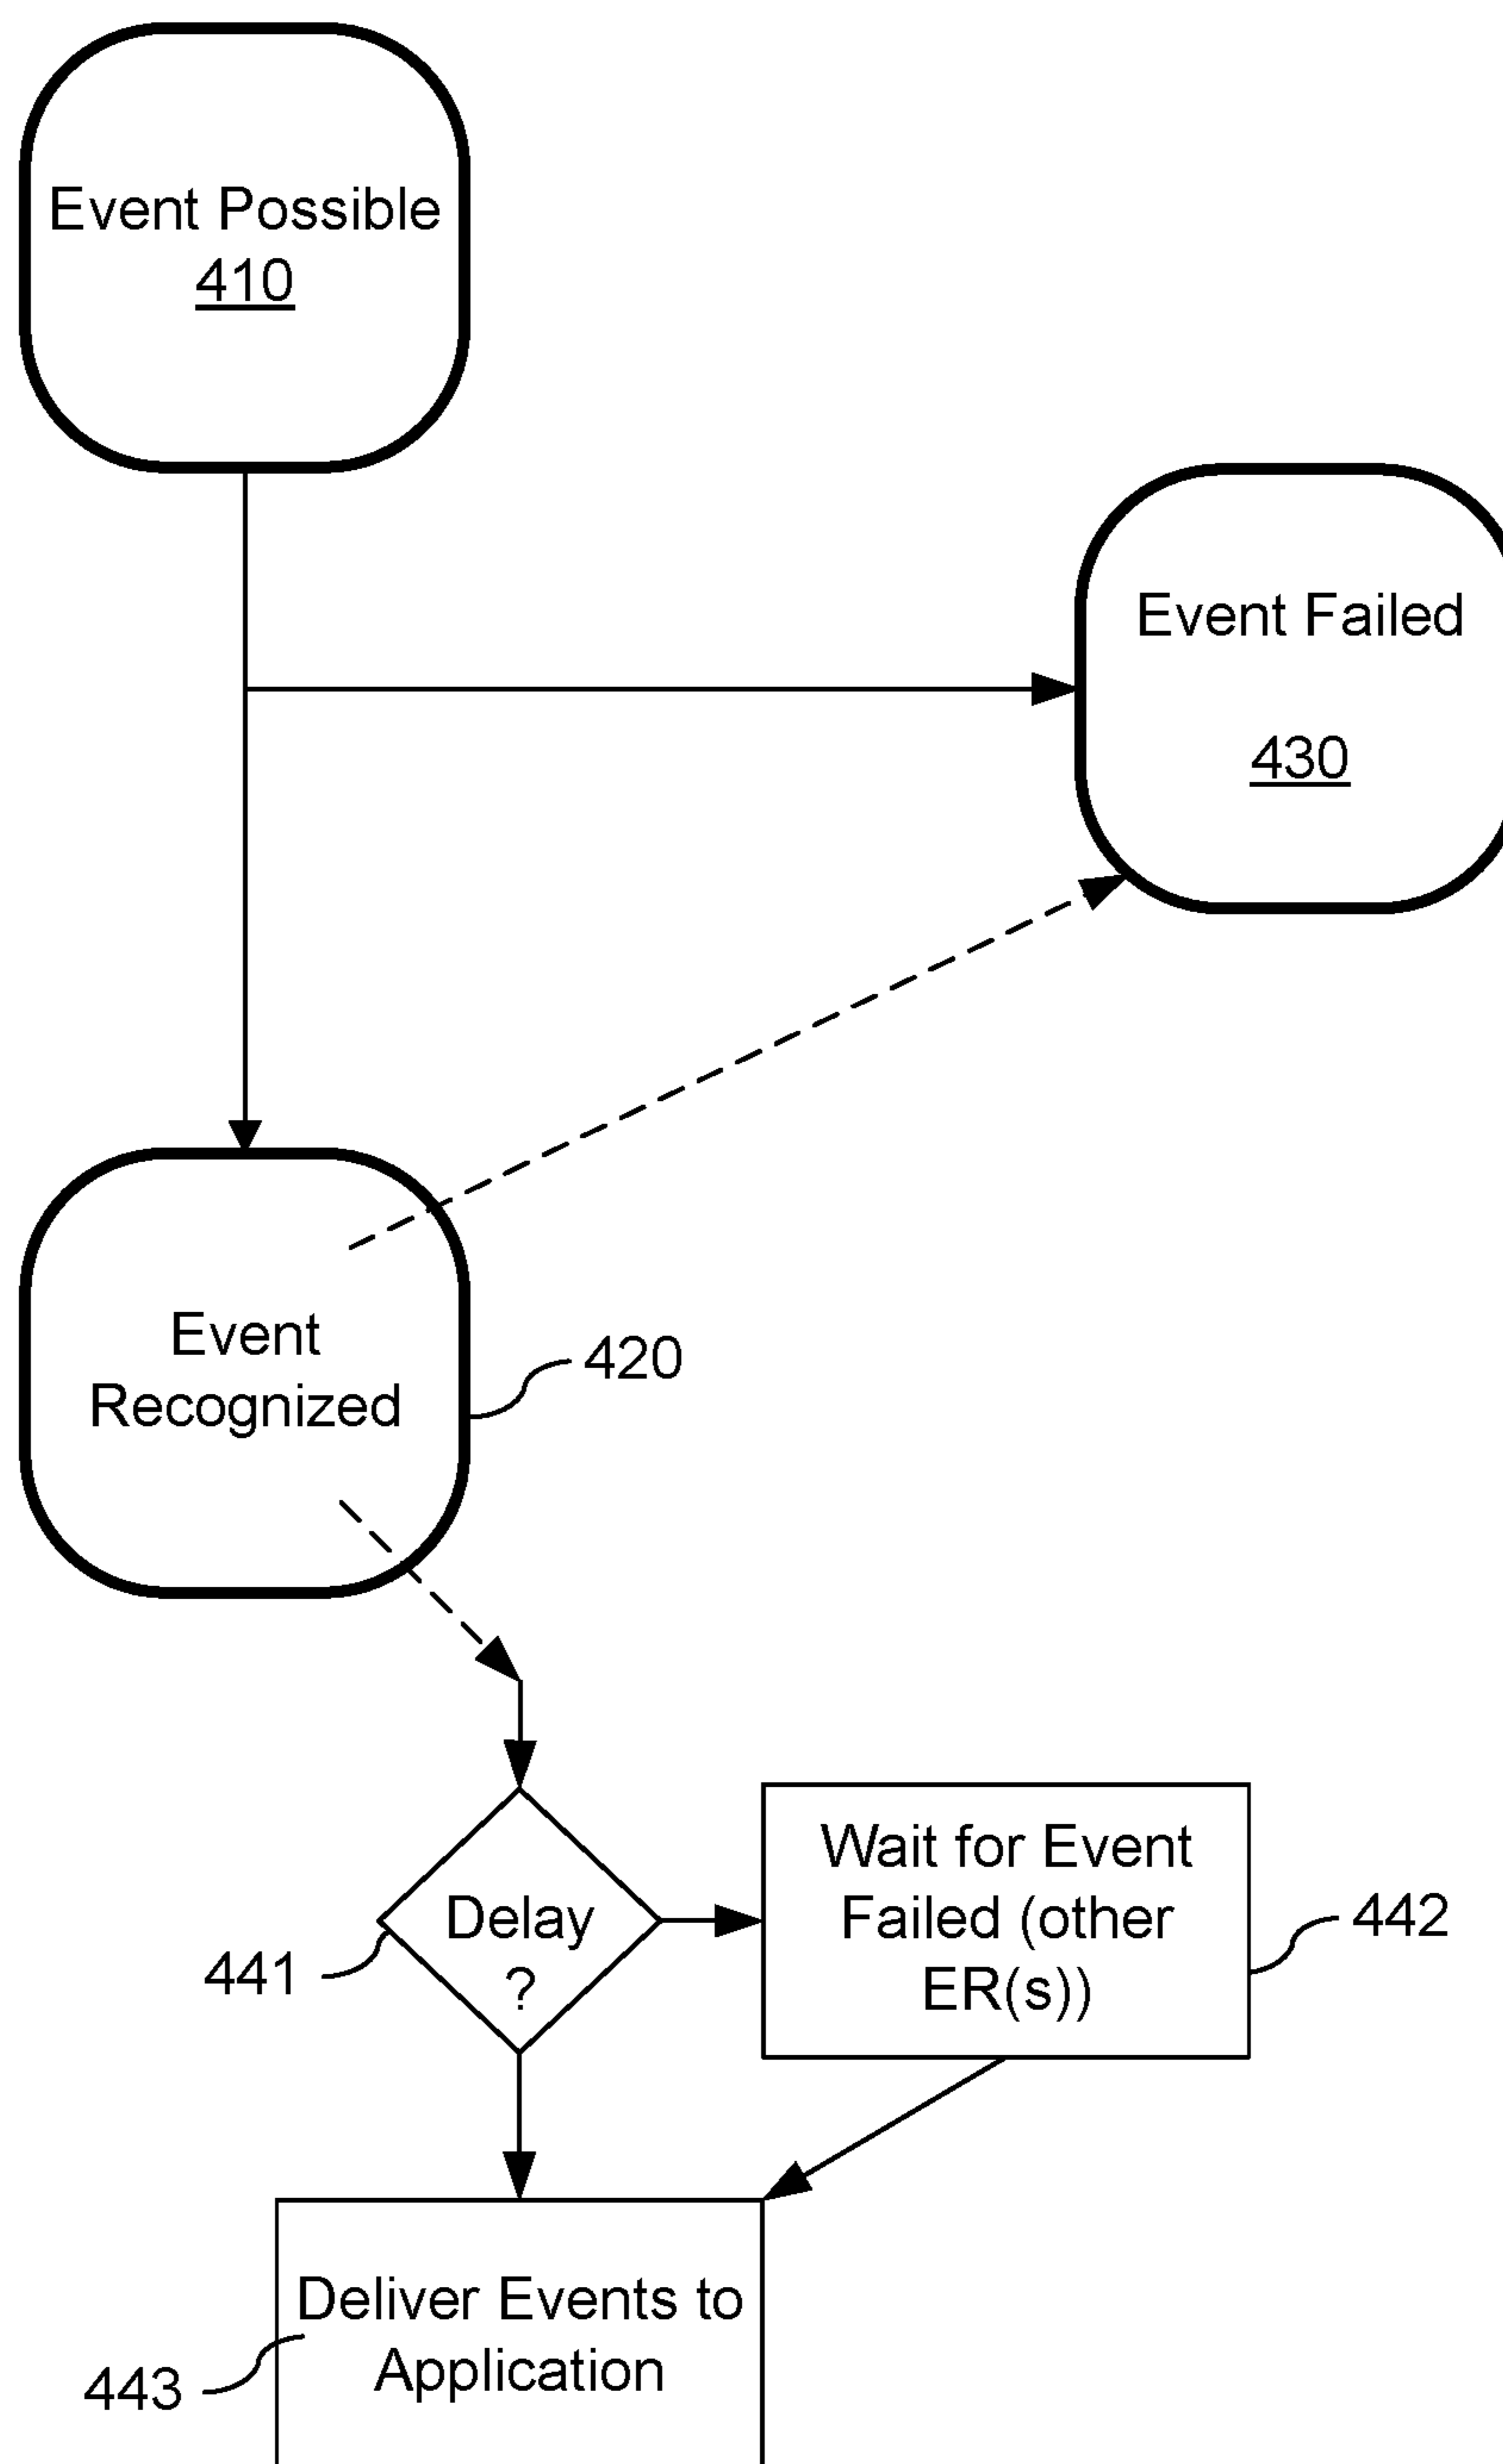 Event Possible
410
Event Failed
430
Event
Recognized
420
Delay
?
441
Wait for Event
Failed (other
ER(s))
442
Deliver Events to
Application
443